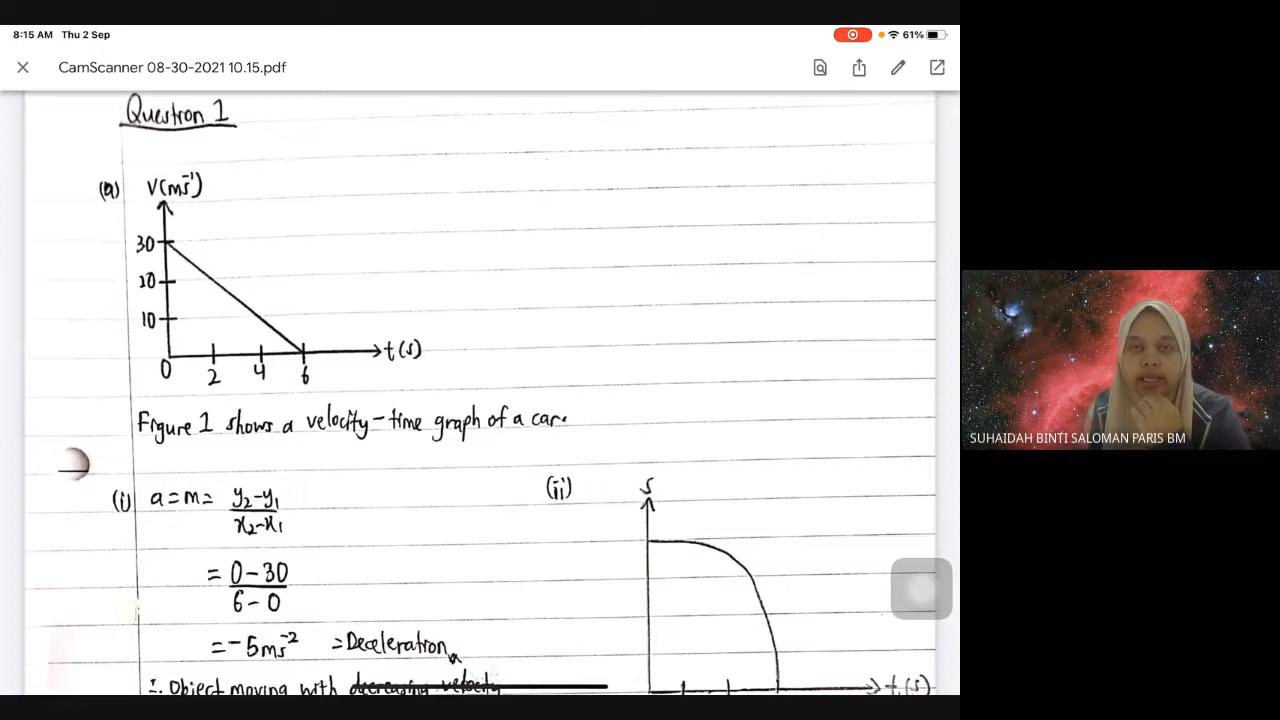 8:15 AM Thu 2 Sep
61%
CamScanner 08-30-2021 10.15.pdf
Question 1
(a) V(ms⁻¹)
30
20
10
0 2 4 6 t(s)
Figure 1 shows a velocity-time graph of a car.
(i) a = m = y₂-y₁
x₂-x₁
= 0-30
6-0
= -5ms⁻² = Deceleration
∴ Object moving with decreasing velocity
(ii) s
t(s)
SUHAIDAH BINTI SALOMAN PARIS BM